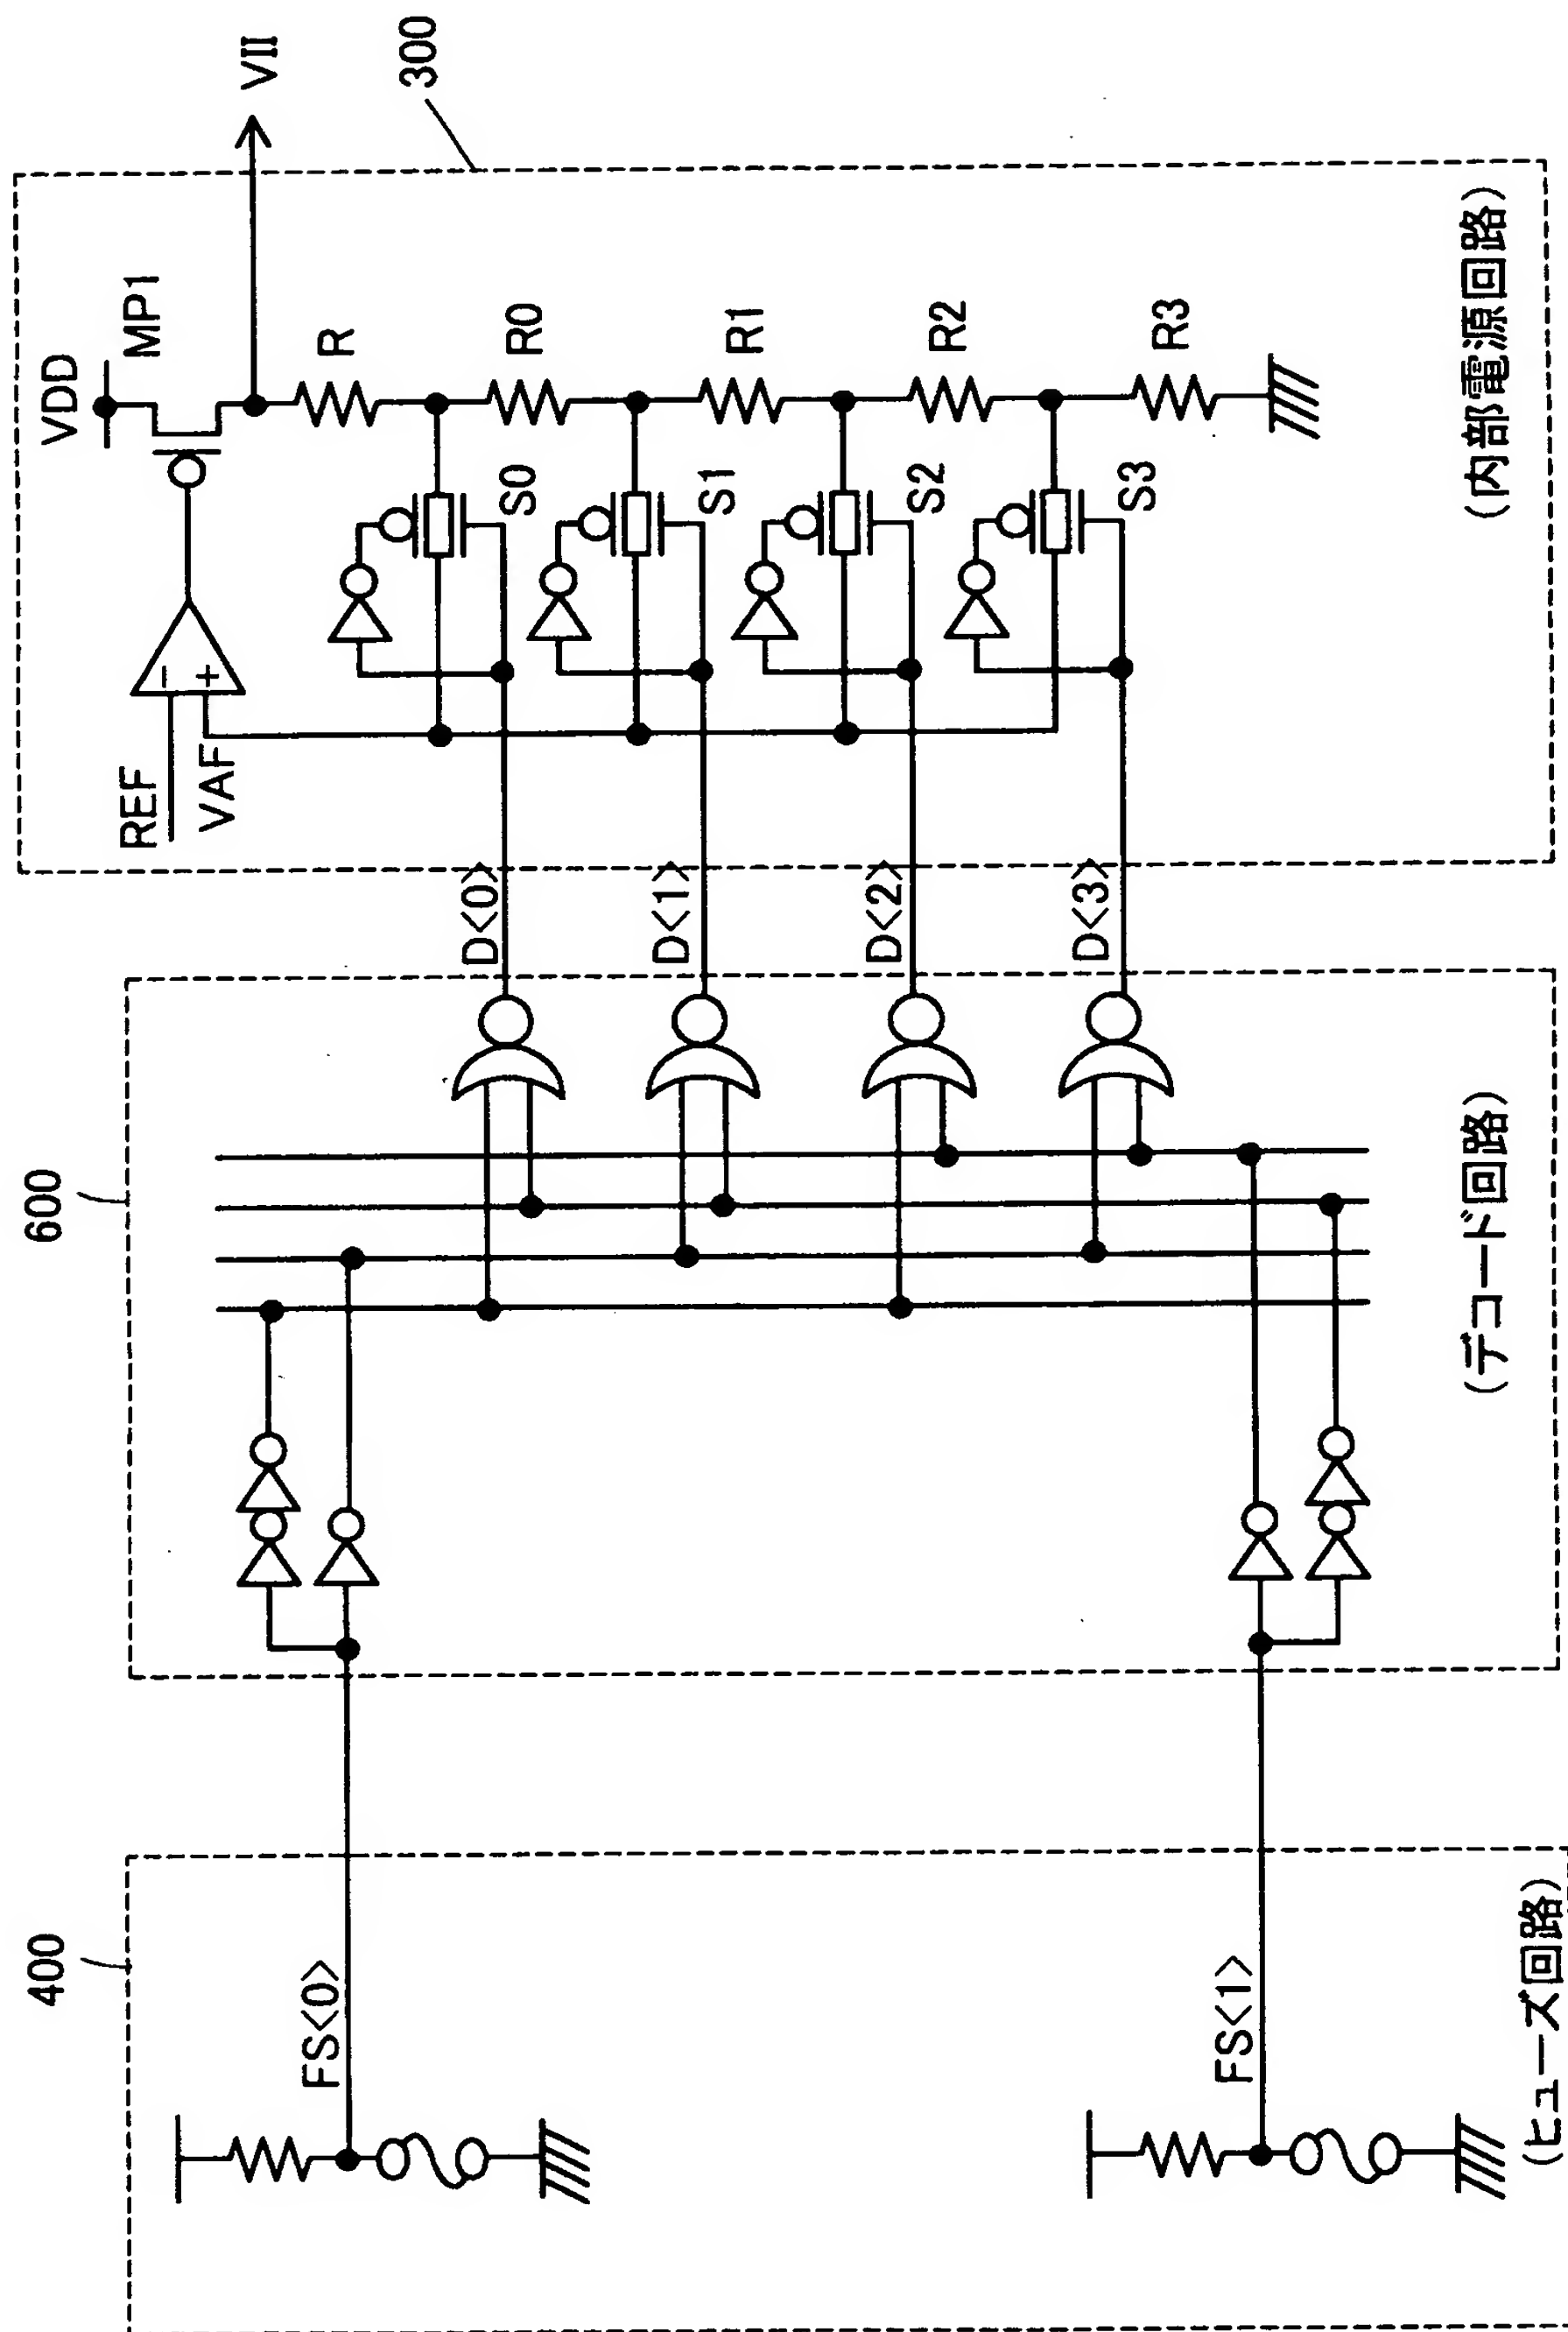 400
FS<0>
FS<1>
(ヒューズ回路)
600
(デコード回路)
D<0>
D<1>
D<2>
D<3>
300
VDD
MP1
VII
REF
VAF
−
+
R
R0
R1
R2
R3
S0
S1
S2
S3
(内部電源回路)